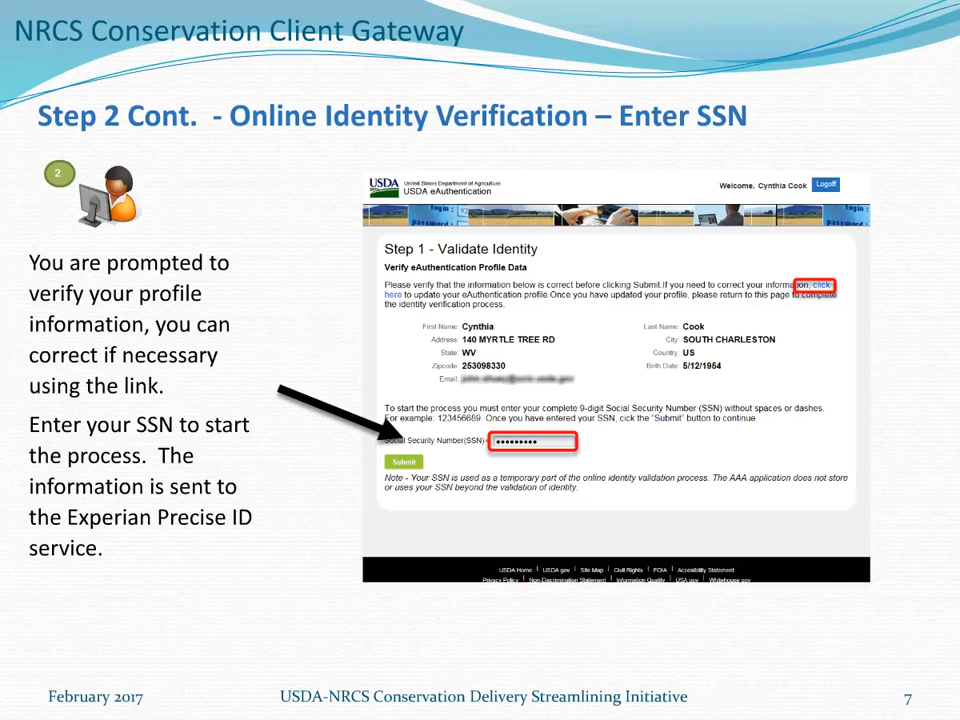 NRCS Conservation Client Gateway
Step 2 Cont. - Online Identity Verification – Enter SSN
2
You are prompted to
verify your profile
information, you can
correct if necessary
using the link.
Enter your SSN to start
the process. The
information is sent to
the Experian Precise ID
service.
USDA United States Department of Agriculture
USDA eAuthentication
Welcome, Cynthia Cook Logoff
login:
password:
login:
password:
Step 1 - Validate Identity
Verify eAuthentication Profile Data
Please verify that the information below is correct before clicking Submit.If you need to correct your information, click
here to update your eAuthentication profile.Once you have updated your profile, please return to this page to complete
the identity verification process.
First Name: Cynthia Last Name: Cook
Address: 140 MYRTLE TREE RD City: SOUTH CHARLESTON
State: WV Country: US
Zipcode: 253098330 Birth Date: 5/12/1954
Email:
To start the process you must enter your complete 9-digit Social Security Number (SSN) without spaces or dashes.
For example: 123456689. Once you have entered your SSN, cick the "Submit" button to continue.
Social Security Number(SSN)
Submit
Note - Your SSN is used as a temporary part of the online identity validation process. The AAA application does not store
or uses your SSN beyond the validation of identity.
USDA Home | USDA gov | Site Map | Civil Rights | FOIA | Accessibility Statement
Privacy Policy | Non-Discrimination Statement | Information Quality | USA gov | Whitehouse gov
February 2017 USDA-NRCS Conservation Delivery Streamlining Initiative 7